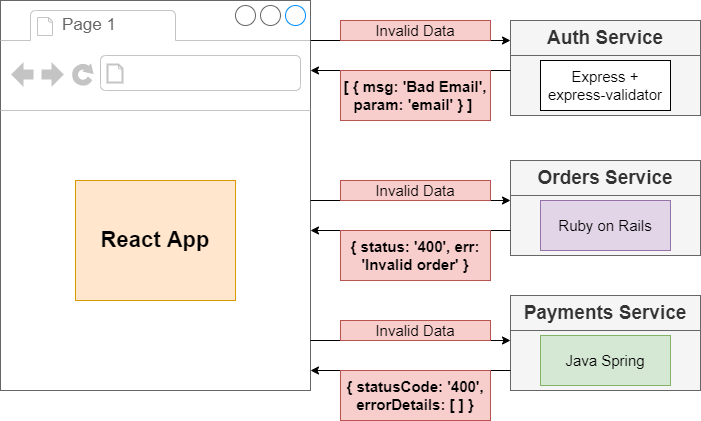 Page 1
Invalid Data
Auth Service
[ { msg: 'Bad Email',
param: 'email' } ]
Express +
express-validator
Invalid Data
Orders Service
React App
{ status: '400', err:
'Invalid order' }
Ruby on Rails
Invalid Data
Payments Service
{ statusCode: '400',
errorDetails: [ ] }
Java Spring